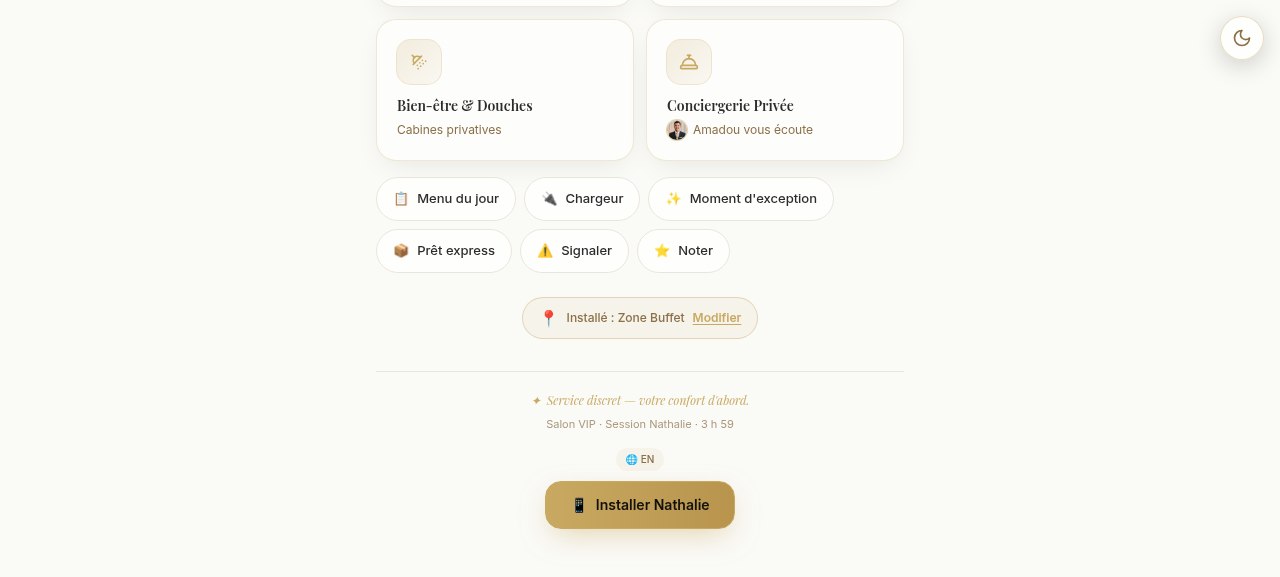 Bien-être & Douches
Cabines privatives
Conciergerie Privée
Amadou vous écoute
📋 Menu du jour
🔌 Chargeur
✨ Moment d'exception
📦 Prêt express
⚠️ Signaler
⭐ Noter
📍 Installé : Zone Buffet Modifier
✦ Service discret — votre confort d'abord.
Salon VIP · Session Nathalie · 3 h 59
🌐 EN
📱 Installer Nathalie